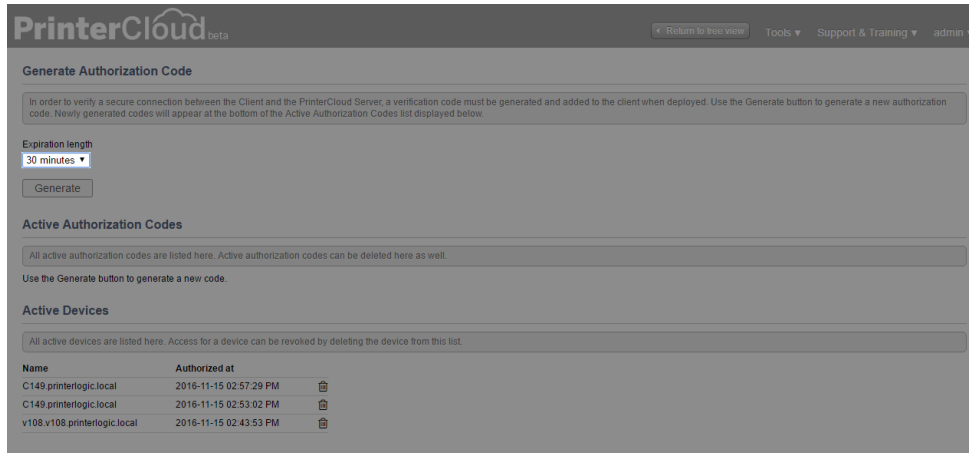 PrinterCloud beta
Return to tree view Tools ▾ Support & Training ▾ admin
Generate Authorization Code
In order to verify a secure connection between the Client and the PrinterCloud Server, a verification code must be generated and added to the client when deployed. Use the Generate button to generate a new authorization
code. Newly generated codes will appear at the bottom of the Active Authorization Codes list displayed below.
Expiration length
30 minutes ▾
Generate
Active Authorization Codes
All active authorization codes are listed here. Active authorization codes can be deleted here as well.
Use the Generate button to generate a new code.
Active Devices
All active devices are listed here. Access for a device can be revoked by deleting the device from this list.
Name Authorized at
C149.printerlogic.local 2016-11-15 02:57:29 PM
C149.printerlogic.local 2016-11-15 02:53:02 PM
v108.v108.printerlogic.local 2016-11-15 02:43:53 PM